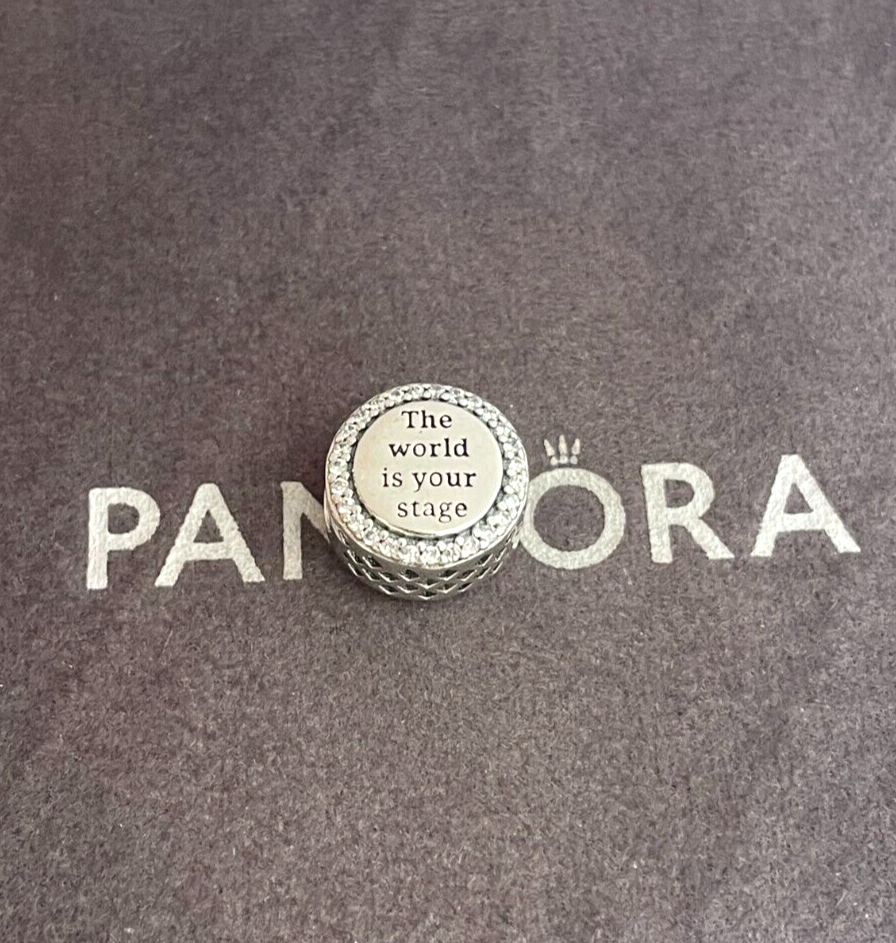 The
world
is your
stage
PANDORA